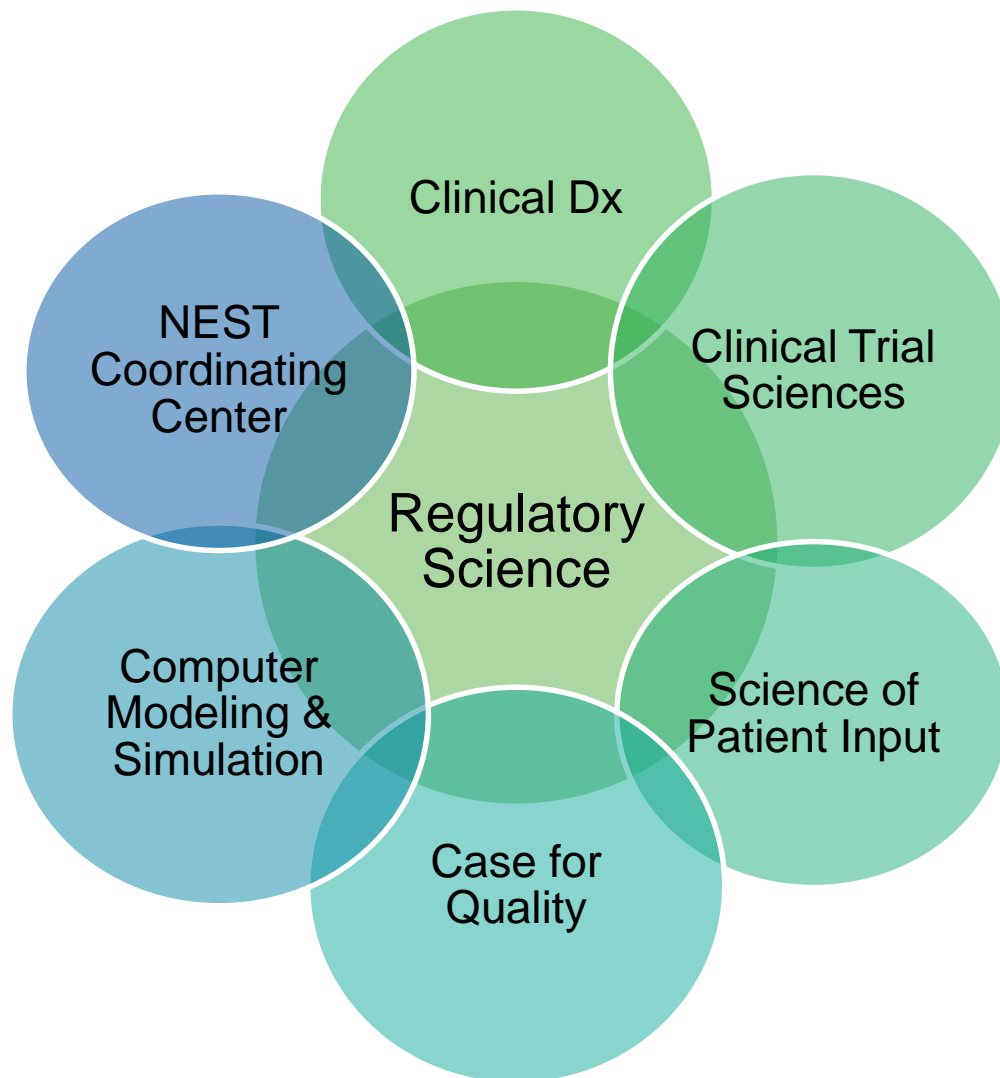 Clinical Dx
NEST
Coordinating
Center
Clinical Trial
Sciences
Regulatory
Science
Computer
Modeling &
Simulation
Science of
Patient Input
Case for
Quality